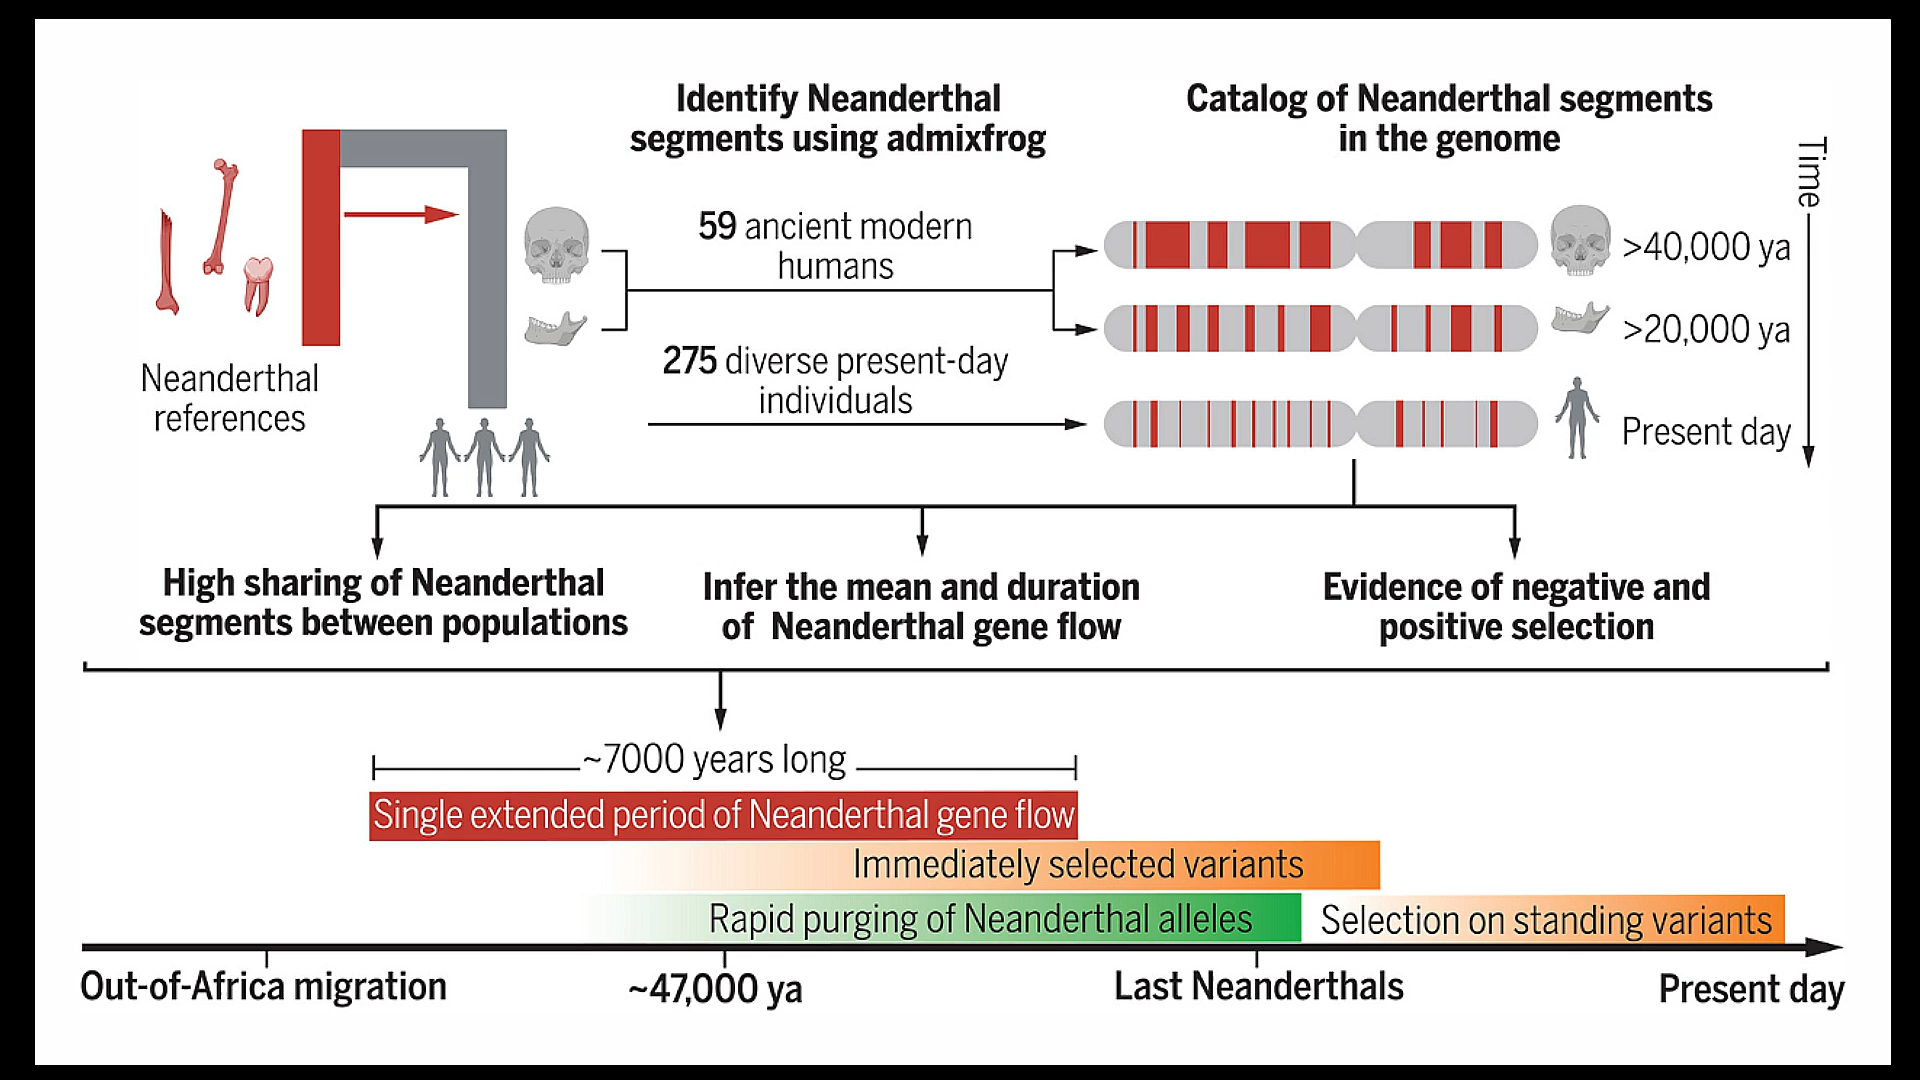 Identify Neanderthal
segments using admixfrog
Catalog of Neanderthal segments
in the genome
Time
59 ancient modern
humans
>40,000 ya
>20,000 ya
275 diverse present-day
individuals
Present day
Neanderthal
references
High sharing of Neanderthal
segments between populations
Infer the mean and duration
of Neanderthal gene flow
Evidence of negative and
positive selection
~7000 years long
Single extended period of Neanderthal gene flow
Immediately selected variants
Rapid purging of Neanderthal alleles
Selection on standing variants
Out-of-Africa migration
~47,000 ya
Last Neanderthals
Present day